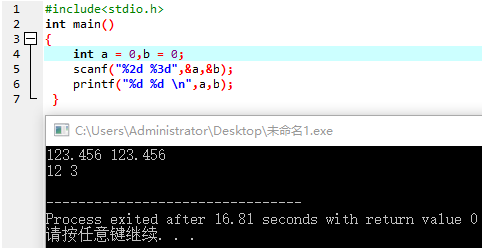 1 #include<stdio.h>
2 int main()
3 {
4 int a = 0,b = 0;
5 scanf("%2d %3d",&a,&b);
6 printf("%d %d \n",a,b);
7 }
C:\Users\Administrator\Desktop\未命名1.exe
123.456 123.456
12 3
--------------------------------
Process exited after 16.81 seconds with return value 0
请按任意键继续. . .